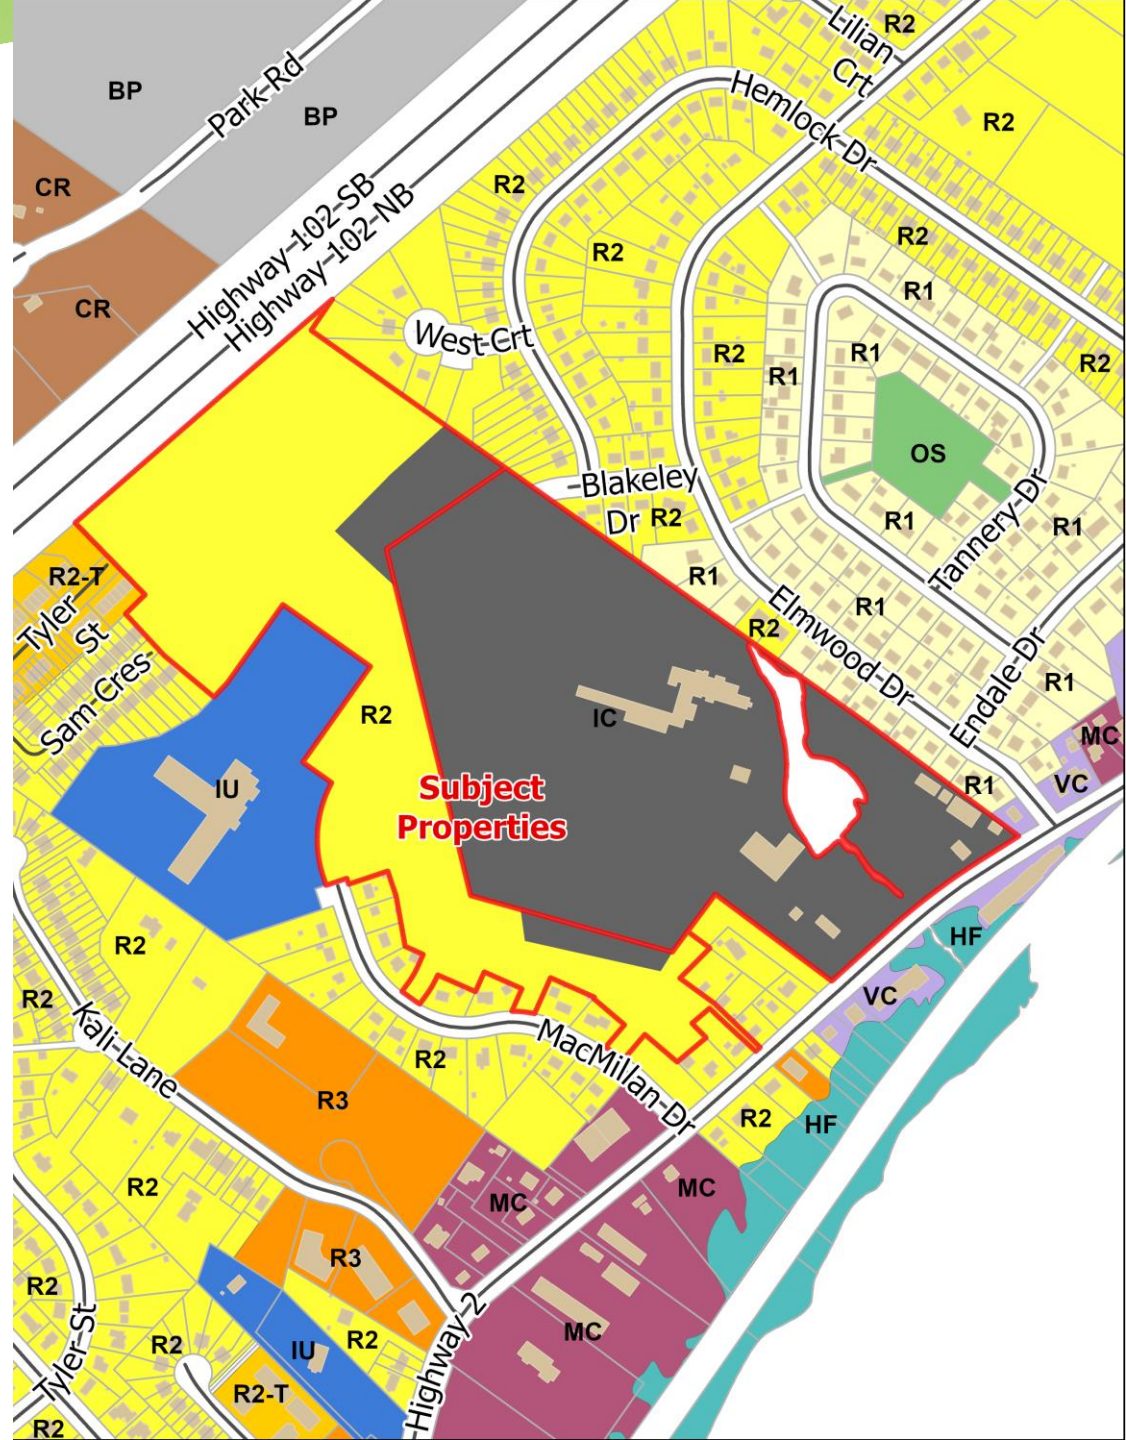 Lilian
Crt
R2
BP
Park-Rd
BP
Hemlock-Dr
R2
CR
R2
Highway-102-SB
Highway-102-NB
R2
R2
R1
CR
West-Crt
R2
R1
R1
R2
OS
Blakeley
Dr
R2
R1
R1
Tannery-Dr
R2-T
Tyler
St
R1
Elmwood-Dr
R1
R2
Sam-Cres
Endale-Dr
R1
R2
IC
MC
IU
Subject
Properties
R1
VC
R2
HF
R2
VC
Kali-Lane
R2
MacMillan-Dr
R3
R2
HF
R2
MC
MC
R3
R2
Tyler-St
R2
IU
R2
Highway-2
MC
R2-T
R2